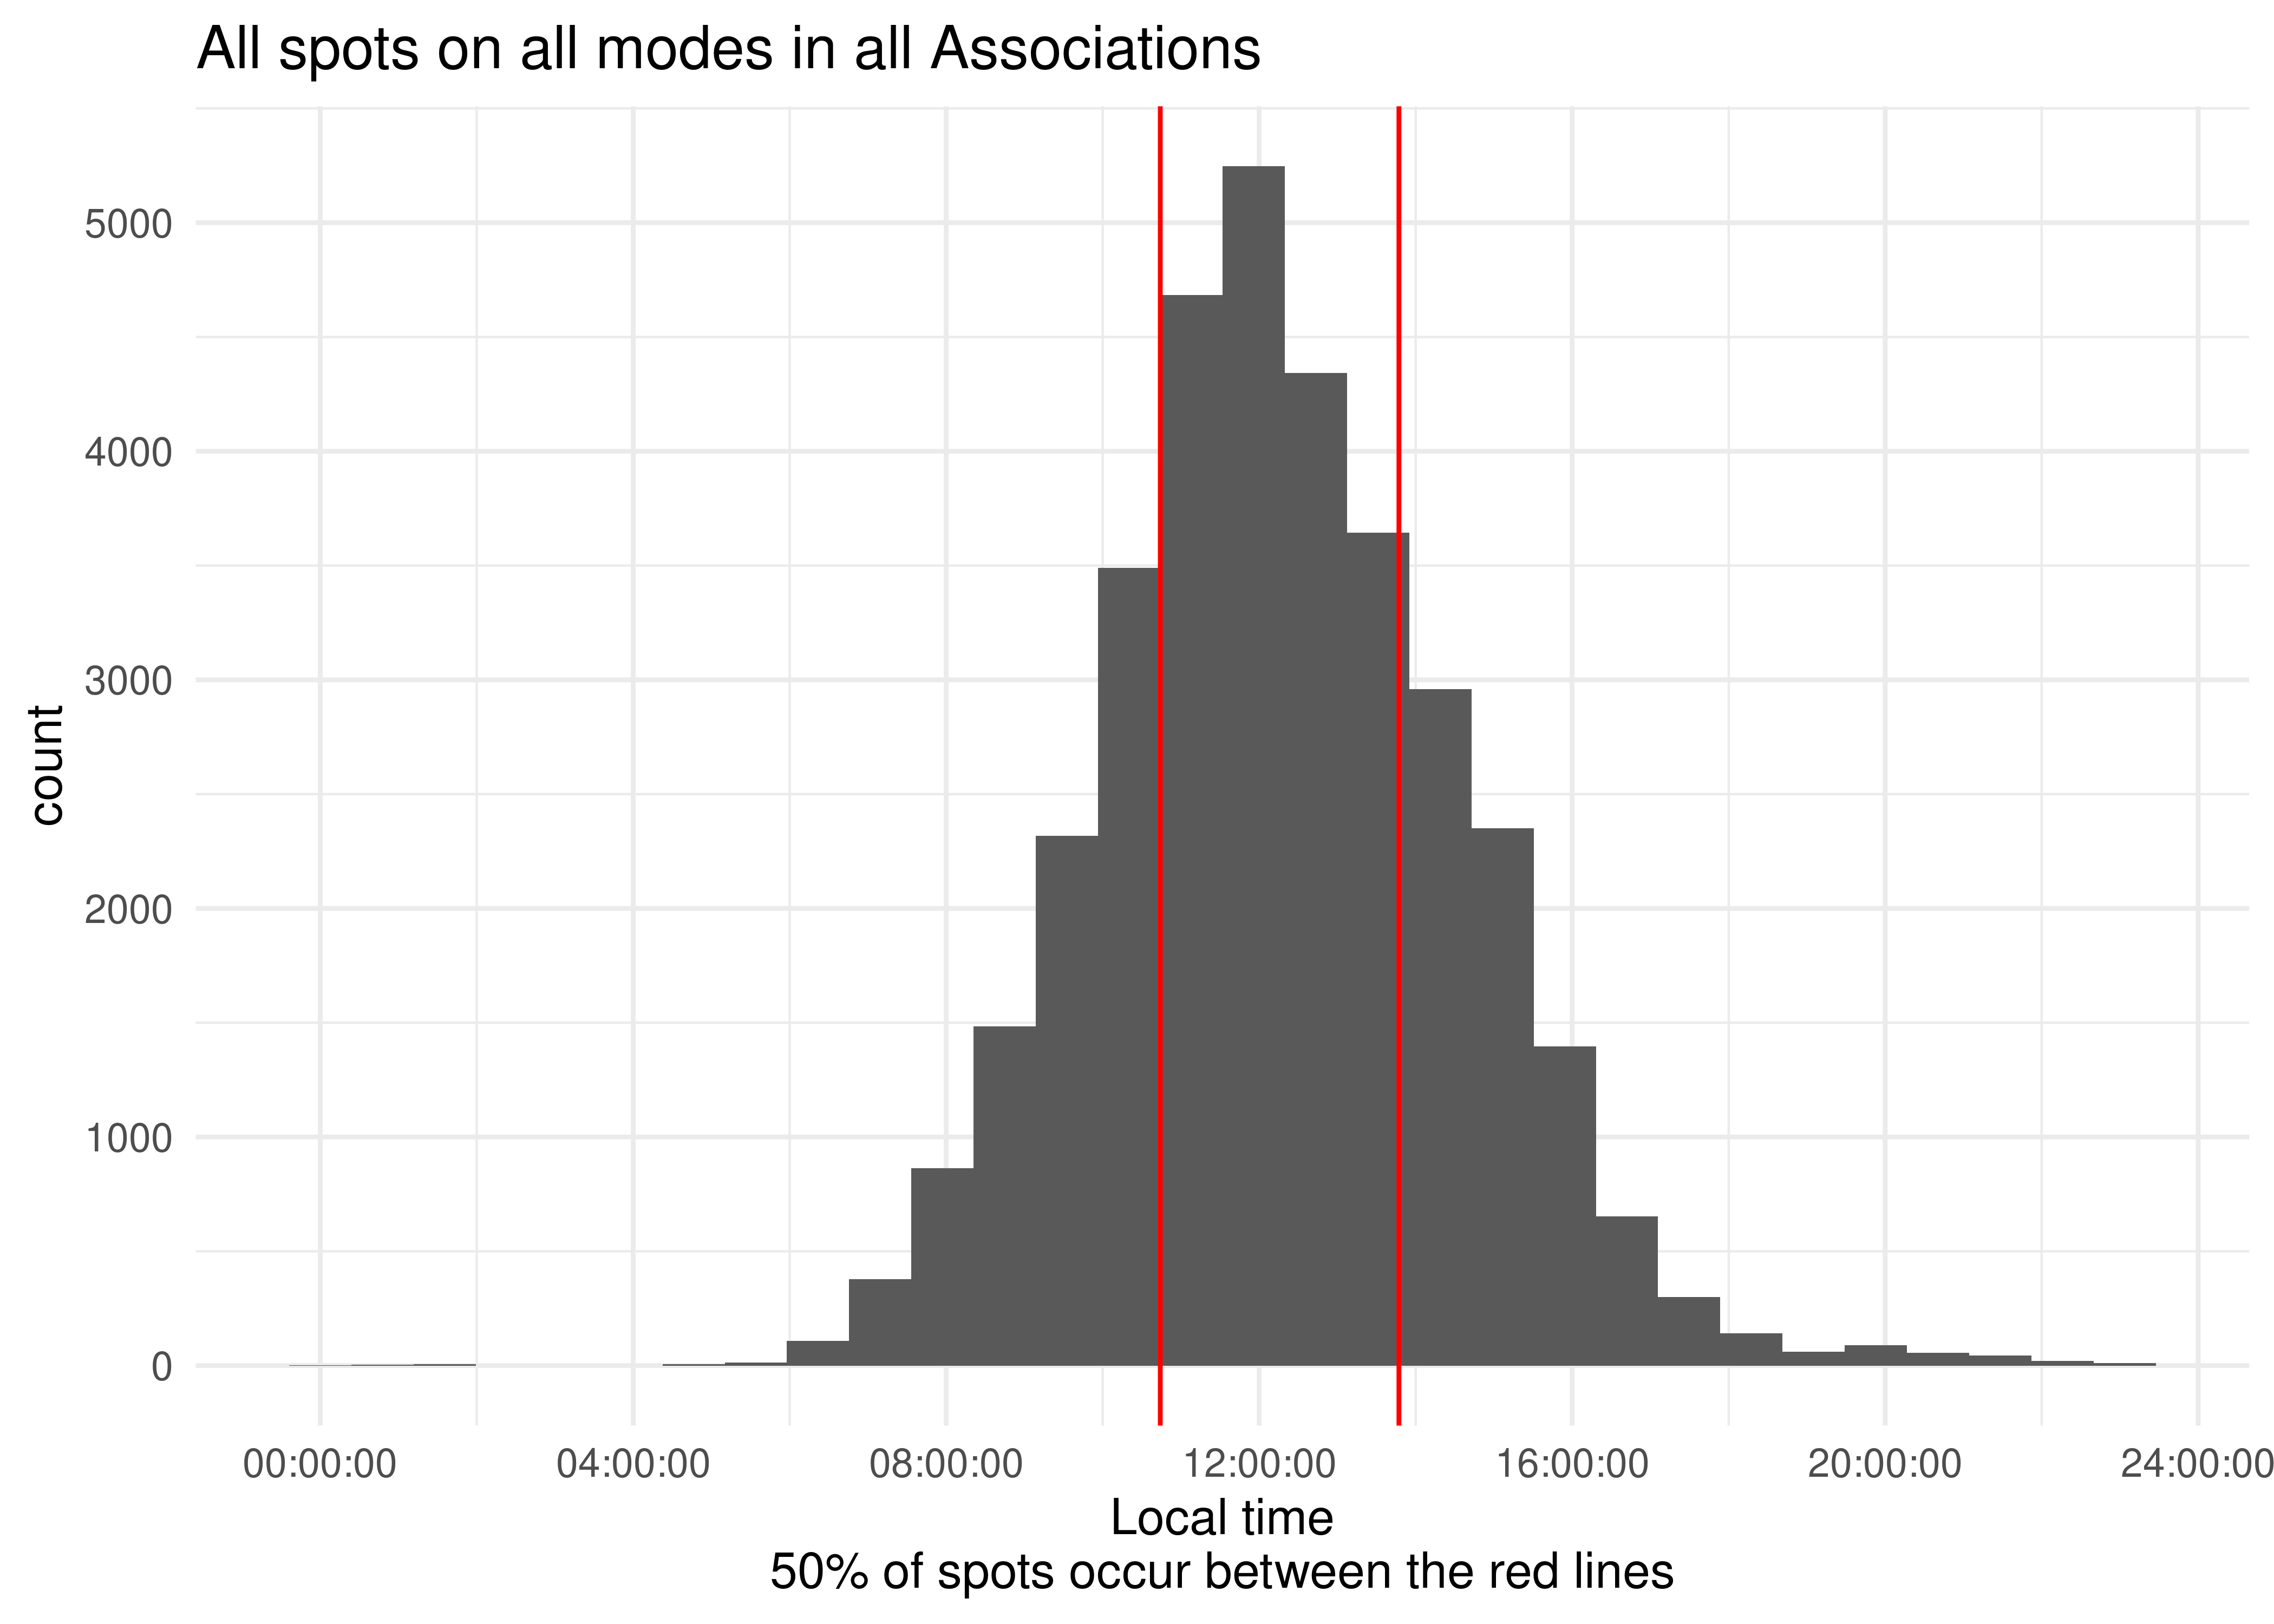 All spots on all modes in all Associations
count
5000
4000
3000
2000
1000
0
00:00:00 04:00:00 08:00:00 12:00:00 16:00:00 20:00:00 24:00:00
Local time
50% of spots occur between the red lines